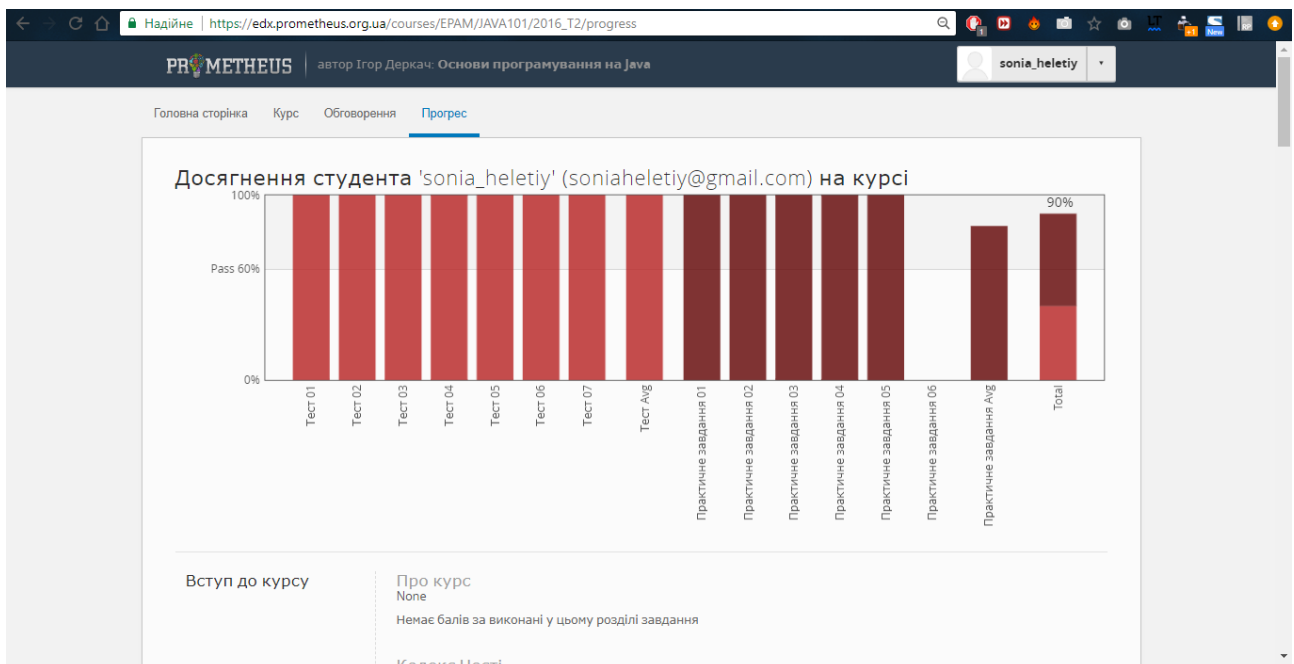 Надійне | https://edx.prometheus.org.ua/courses/EPAM/JAVA101/2016_T2/progress
1
+1
New
RP
PROMETHEUS автор Ігор Деркач: Основи програмування на Java
sonia_heletiy
Головна сторінка Курс Обговорення Прогрес
Досягнення студента 'sonia_heletiy' (soniaheletiy@gmail.com) на курсі
100%
90%
Pass 60%
0%
Тест 01
Тест 02
Тест 03
Тест 04
Тест 05
Тест 06
Тест 07
Тест Avg
Практичне завдання 01
Практичне завдання 02
Практичне завдання 03
Практичне завдання 04
Практичне завдання 05
Практичне завдання 06
Практичне завдання Avg
Total
Вступ до курсу
Про курс
None
Немає балів за виконані у цьому розділі завдання